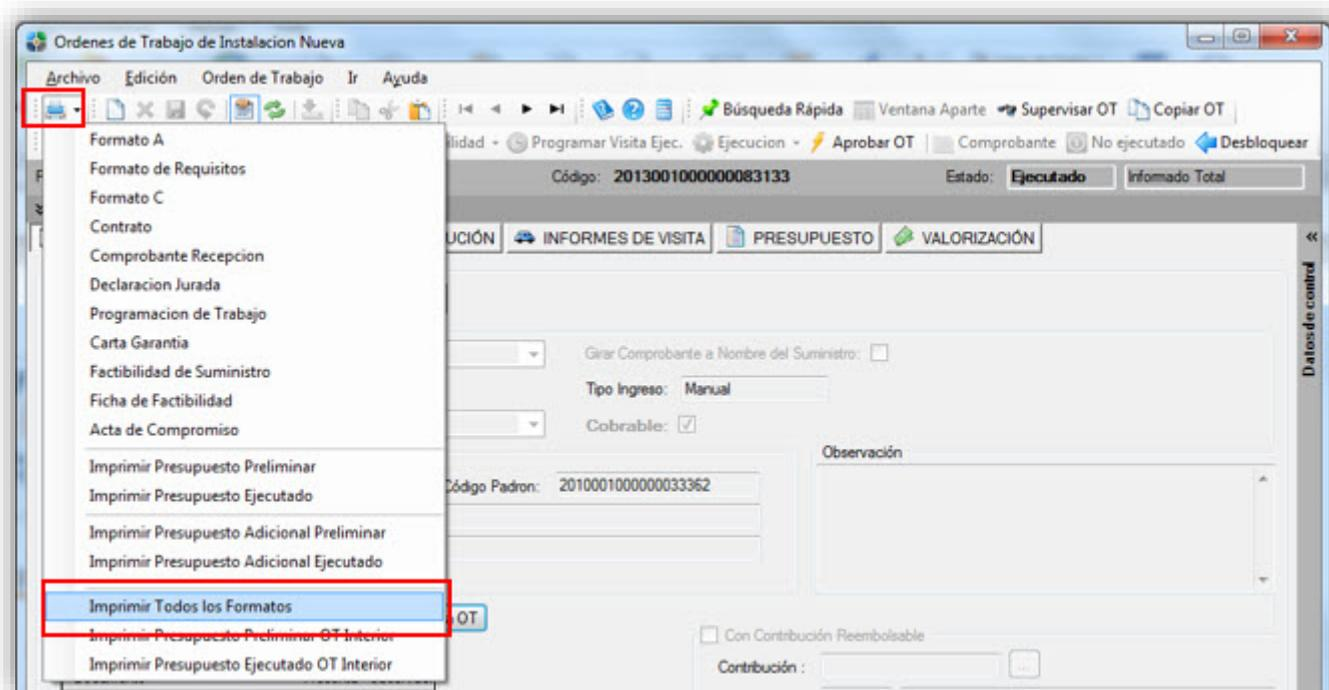 Ordenes de Trabajo de Instalacion Nueva
Archivo Edición Orden de Trabajo Ir Ayuda
Búsqueda Rápida Ventana Aparte Supervisar OT Copiar OT
Programar Visita Ejec. Ejecucion Aprobar OT Comprobante No ejecutado Desbloquear
Código: 2013001000000083133 Estado: Ejecutado Informado Total
INFORMES DE VISITA PRESUPUESTO VALORIZACIÓN
Formato A
Formato de Requisitos
Formato C
Contrato
Comprobante Recepcion
Declaracion Jurada
Programacion de Trabajo
Carta Garantia
Factibilidad de Suministro
Ficha de Factibilidad
Acta de Compromiso
Imprimir Presupuesto Preliminar
Imprimir Presupuesto Ejecutado
Imprimir Presupuesto Adicional Preliminar
Imprimir Presupuesto Adicional Ejecutado
Imprimir Todos los Formatos
Imprimir Presupuesto Preliminar OT Interior
Imprimir Presupuesto Ejecutado OT Interior
Girar Comprobante a Nombre del Suministro:
Tipo Ingreso: Manual
Cobrable:
Observación
Código Padron: 2010001000000033362
OT
Con Contribución Reembolsable
Contribución : ...
Datos de control